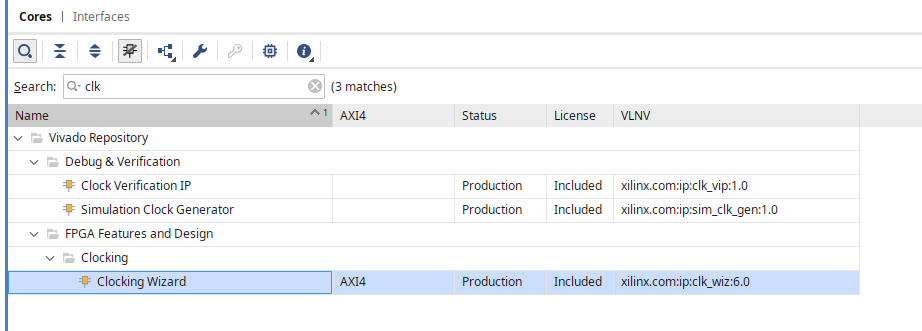 Cores | Interfaces
Search: clk (3 matches)
Name 1 AXI4 Status License VLNV
Vivado Repository
Debug & Verification
Clock Verification IP Production Included xilinx.com:ip:clk_vip:1.0
Simulation Clock Generator Production Included xilinx.com:ip:sim_clk_gen:1.0
FPGA Features and Design
Clocking
Clocking Wizard AXI4 Production Included xilinx.com:ip:clk_wiz:6.0